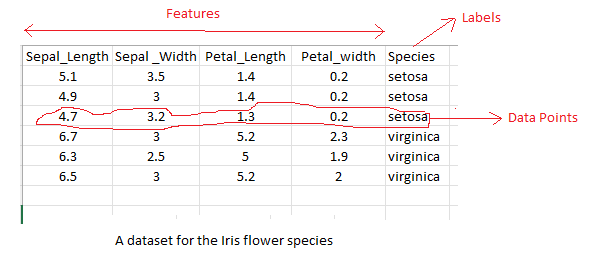 Features
Labels
Sepal_Length Sepal _Width Petal_Length Petal_width Species
5.1 3.5 1.4 0.2 setosa
4.9 3 1.4 0.2 setosa
4.7 3.2 1.3 0.2 setosa
Data Points
6.7 3 5.2 2.3 virginica
6.3 2.5 5 1.9 virginica
6.5 3 5.2 2 virginica
A dataset for the Iris flower species